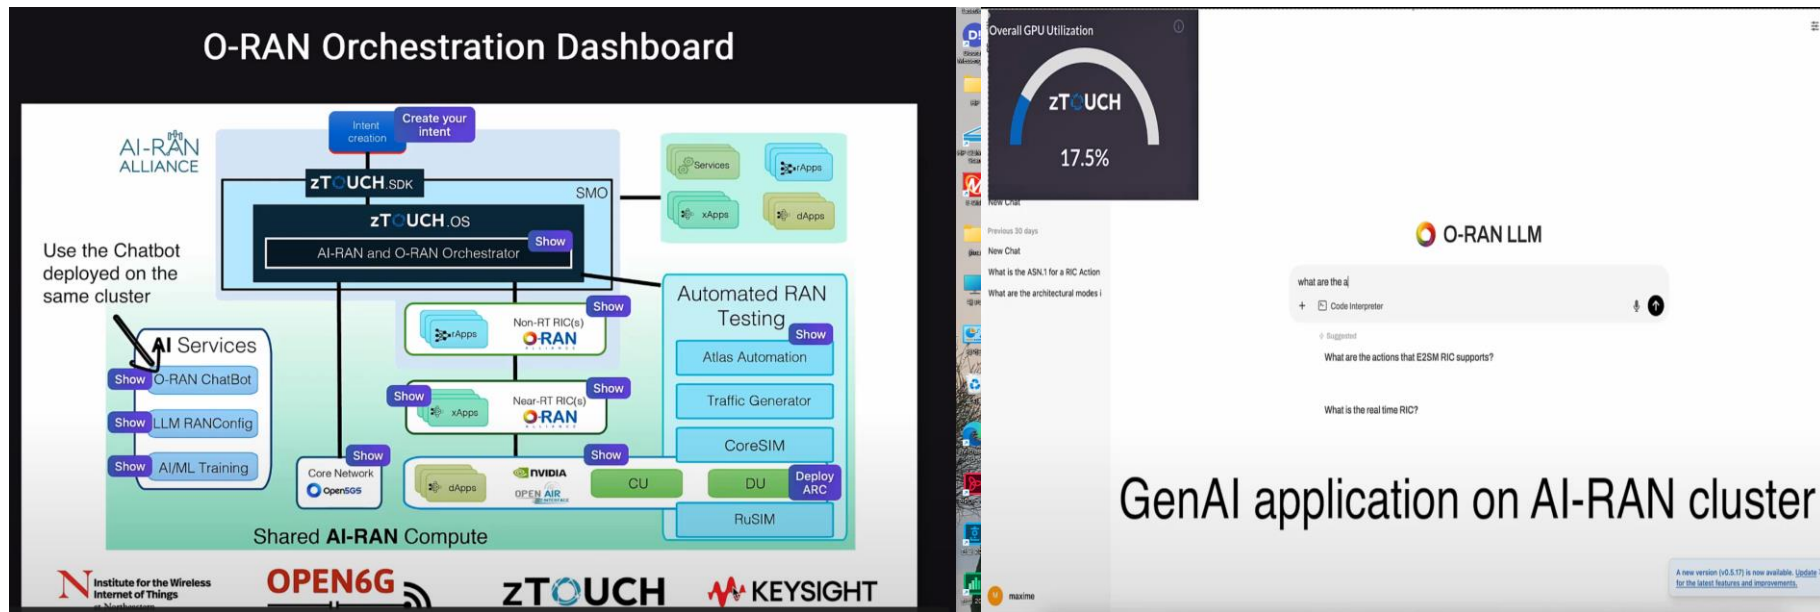 O-RAN Orchestration Dashboard
AI-RAN
ALLIANCE
Intent
creation
Create your
intent
zTOUCH.SDK
SMO
zTOUCH.OS
AI-RAN and O-RAN Orchestrator
Show
Services
rApps
xApps
dApps
Use the Chatbot
deployed on the
same cluster
AI Services
Show
O-RAN ChatBot
Show
LLM RANConfig
Show
AI/ML Training
Show
rApps
Non-RT RIC(s)
O-RAN
ALLIANCE
Show
Show
xApps
Near-RT RIC(s)
O-RAN
Show
Core Network
Open5GS
Show
dApps
NVIDIA
OPEN AIR
INTERFACE
CU
DU
Deploy
ARC
Automated RAN
Testing
Show
Atlas Automation
Traffic Generator
CoreSIM
RuSIM
Shared AI-RAN Compute
N Institute for the Wireless
Internet of Things
at Northeastern
OPEN6G
zTOUCH
KEYSIGHT
Overall GPU Utilization
zTOUCH
17.5%
New Chat
Previous 30 days
New Chat
What is the ASN.1 for a RIC Action
What are the architectural modes i
O-RAN LLM
what are the a
+ Code Interpreter
Suggested
What are the actions that E2SM RIC supports?
What is the real time RIC?
GenAI application on AI-RAN cluster
A new version (v0.5.17) is now available. Update
for the latest features and improvements.
M maxime